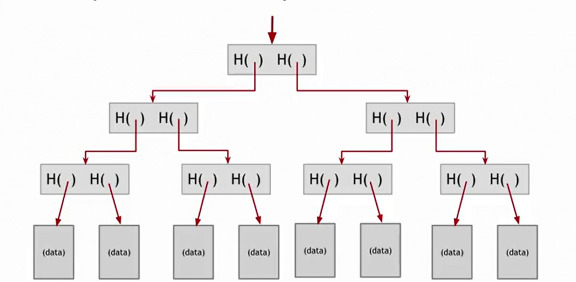 H( ) H( )
H( ) H( ) H( ) H( )
H( ) H( ) H( ) H( ) H( ) H( ) H( ) H( )
(data) (data) (data) (data) (data) (data) (data) (data)